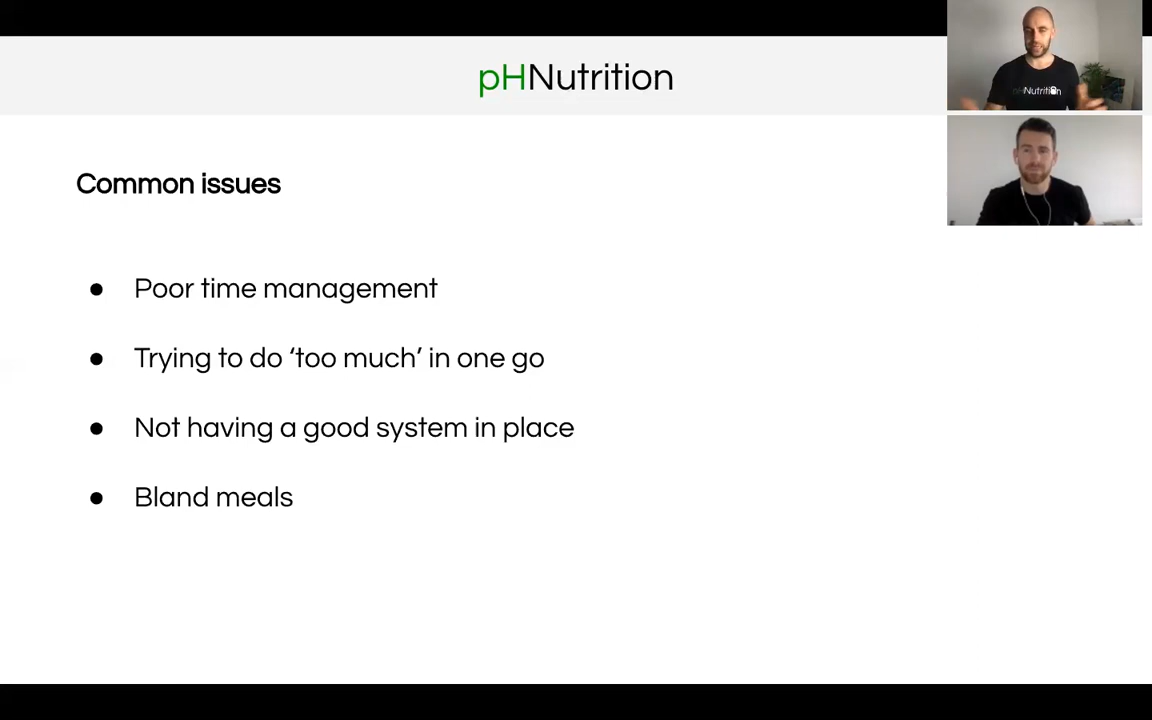 pHNutrition
pHNutrition
Common issues
● Poor time management
● Trying to do ‘too much’ in one go
● Not having a good system in place
● Bland meals